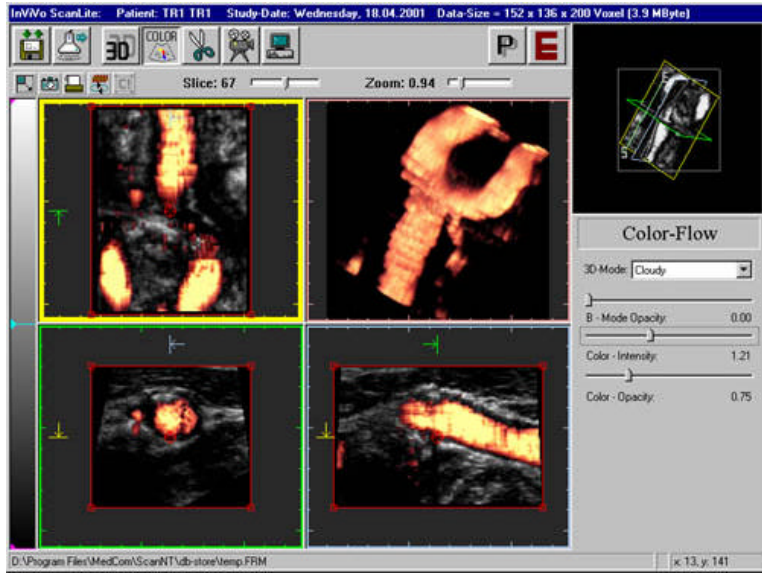 InViVo ScanLite: Patient: TR1 TR1 Study-Date: Wednesday, 18.04.2001 Data-Size = 152 x 136 x 200 Voxel (3.9 MByte)
3D COLOR P E
Ct Slice: 67 Zoom: 0.94
S
Color-Flow
3D-Mode: Cloudy
B - Mode Opacity: 0.00
Color - Intensity: 1.21
Color - Opacity: 0.75
D:\Program Files\MedCom\ScanNT\db-store\temp.FRM
x: 13, y: 141